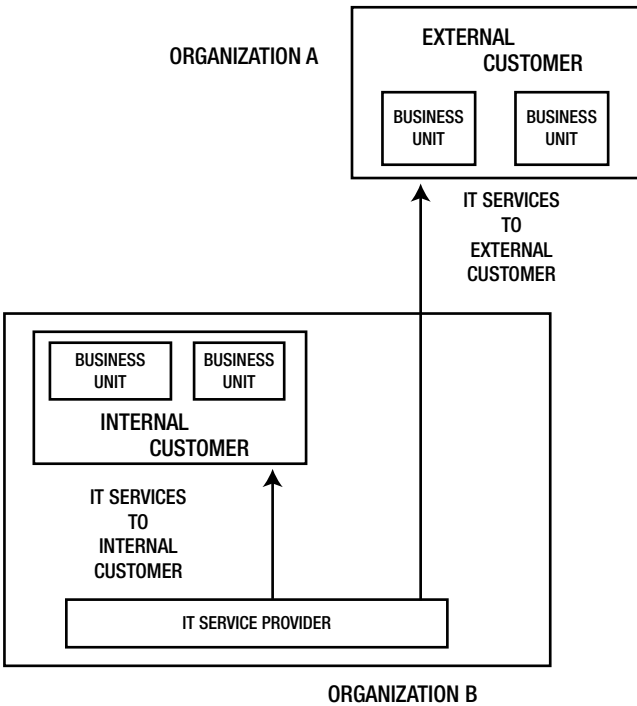 ORGANIZATION A
EXTERNAL
CUSTOMER
BUSINESS
UNIT
BUSINESS
UNIT
IT SERVICES
TO
EXTERNAL
CUSTOMER
BUSINESS
UNIT
BUSINESS
UNIT
INTERNAL
CUSTOMER
IT SERVICES
TO
INTERNAL
CUSTOMER
IT SERVICE PROVIDER
ORGANIZATION B